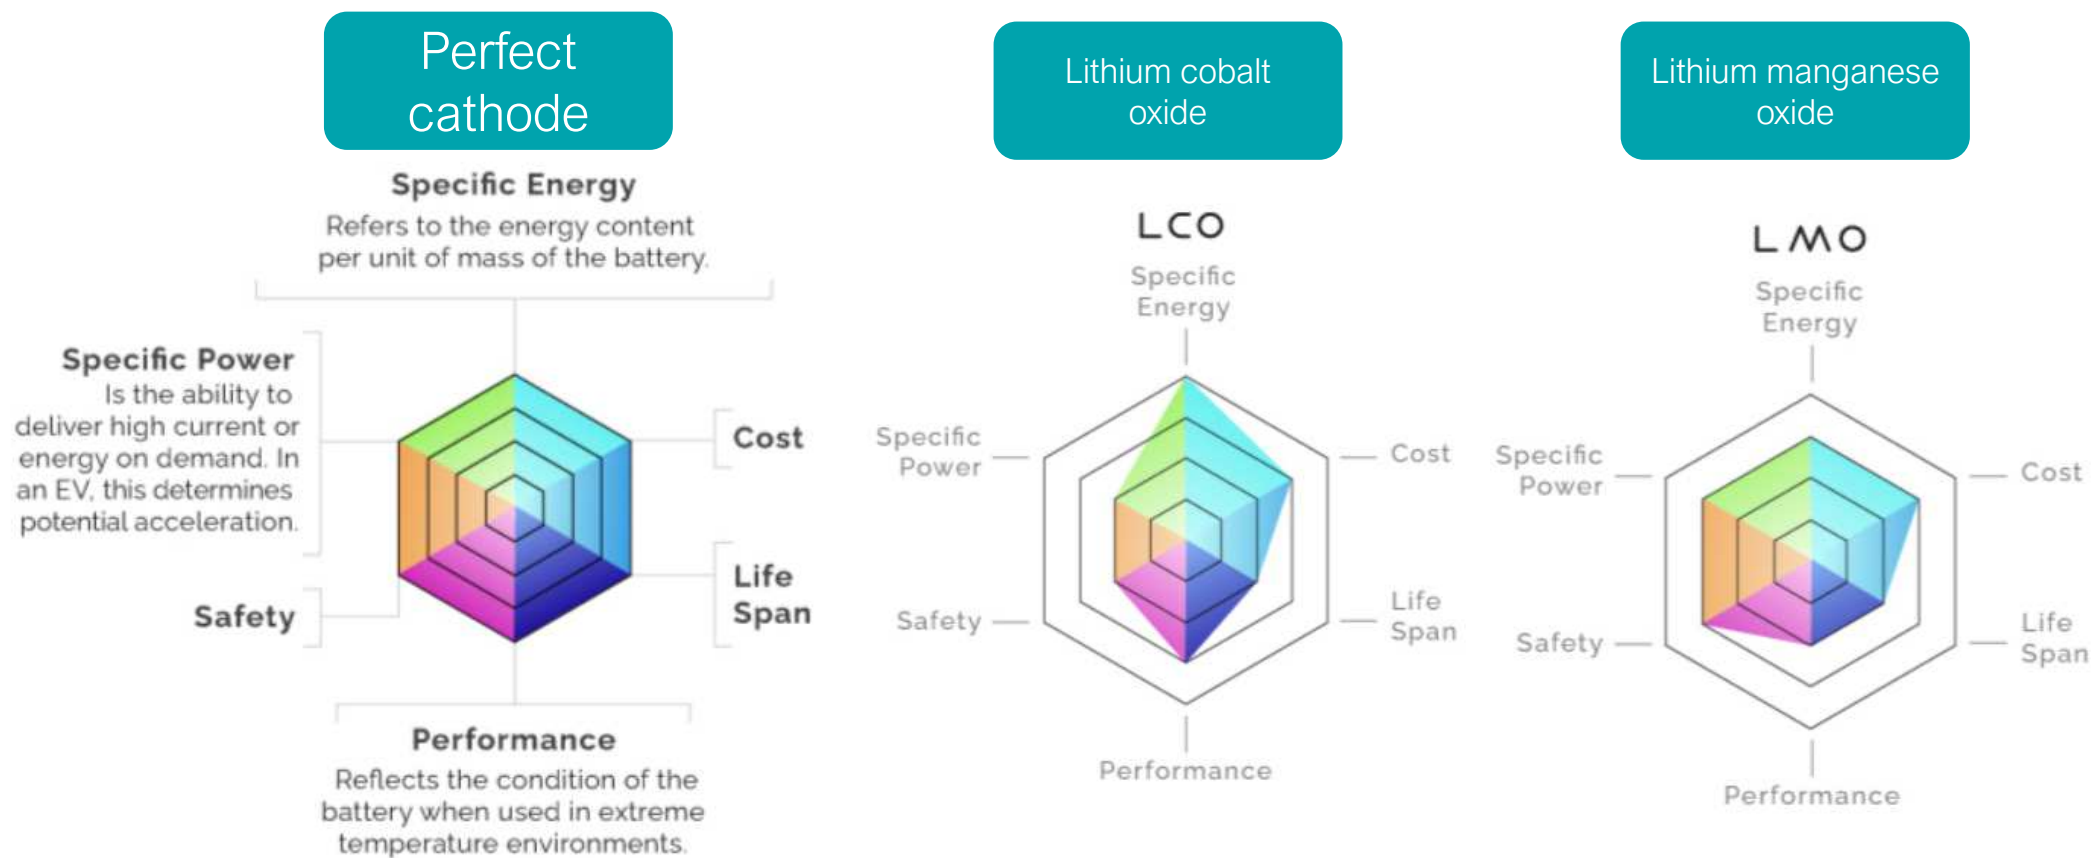 Perfect
cathode
Specific Energy
Refers to the energy content
per unit of mass of the battery.
Specific Power
Is the ability to
deliver high current or
energy on demand. In
an EV, this determines
potential acceleration.
Safety
Cost
Life
Span
Performance
Reflects the condition of the
battery when used in extreme
temperature environments.
Lithium cobalt
oxide
LCO
Specific
Energy
Specific
Power
Cost
Safety
Life
Span
Performance
Lithium manganese
oxide
LMO
Specific
Energy
Specific
Power
Cost
Safety
Life
Span
Performance